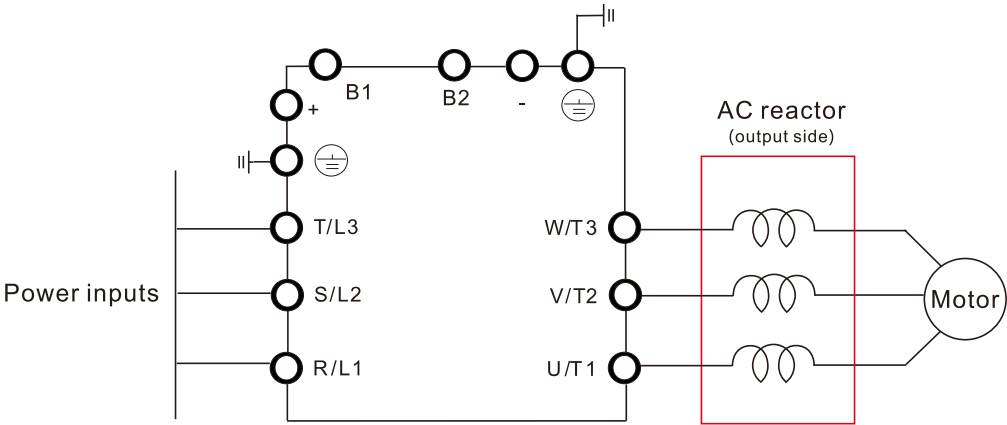 B1
B2
-
+
AC reactor
(output side)
T/L3
W/T3
Power inputs
S/L2
V/T2
Motor
R/L1
U/T1